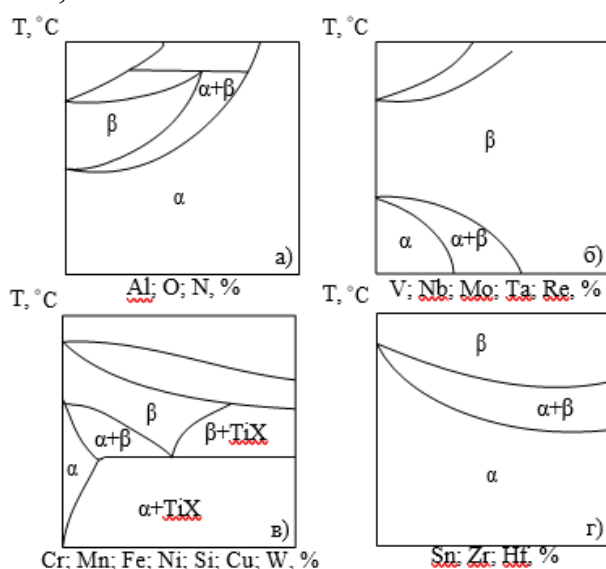 T, °C
β
α+β
α
а)
Al; O; N, %
T, °C
β
α
α+β
б)
V; Nb; Mo; Ta; Re, %
T, °C
β
α+β
β+TiX
α
α+TiX
в)
Cr; Mn; Fe; Ni; Si; Cu; W, %
T, °C
β
α+β
α
г)
Sn; Zr; Hf, %